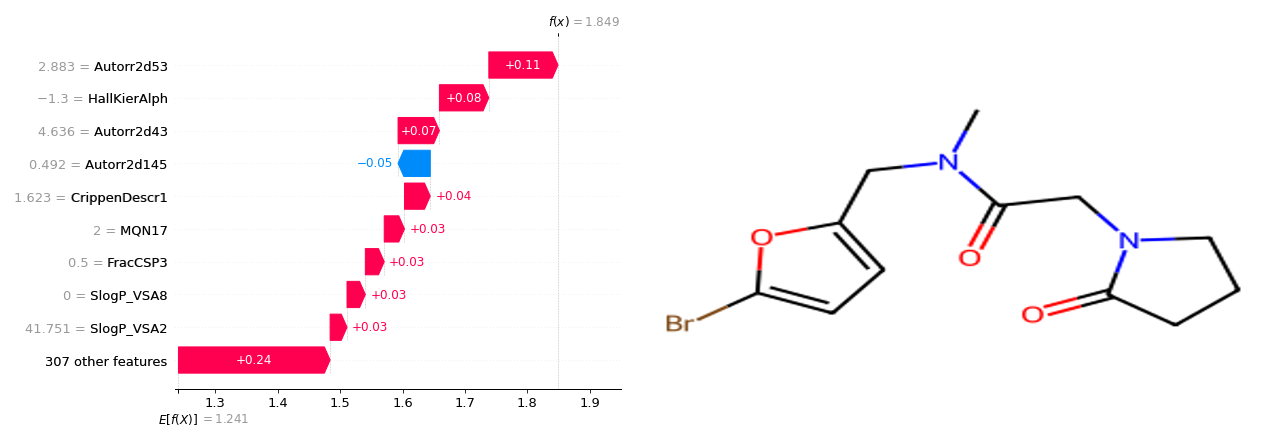 f(x) = 1.849
2.883 = Autorr2d53 +0.11
−1.3 = HallKierAlph +0.08
4.636 = Autorr2d43 +0.07
0.492 = Autorr2d145 −0.05
1.623 = CrippenDescr1 +0.04
2 = MQN17 +0.03
0.5 = FracCSP3 +0.03
0 = SlogP_VSA8 +0.03
41.751 = SlogP_VSA2 +0.03
307 other features +0.24
1.3 1.4 1.5 1.6 1.7 1.8 1.9
E[f(X)] = 1.241
N
O
N
O
O
Br